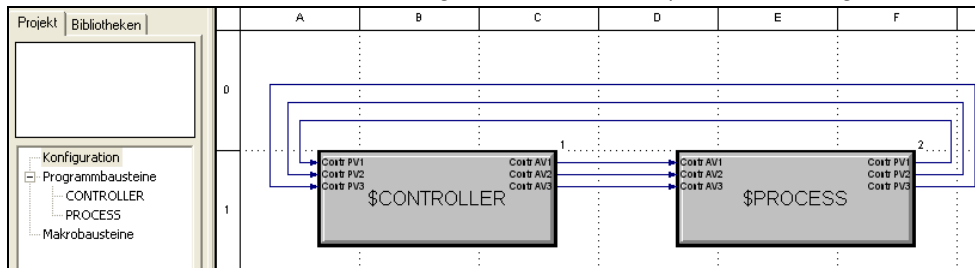 Projekt Bibliotheken
Konfiguration
Programmbausteine
CONTROLLER
PROCESS
Makrobausteine
A B C D E F
0
1
1
Contr PV1 Contr AV1
Contr PV2 Contr AV2
Contr PV3 Contr AV3
$CONTROLLER
2
Contr AV1 Contr PV1
Contr AV2 Contr PV2
Contr AV3 Contr PV3
$PROCESS